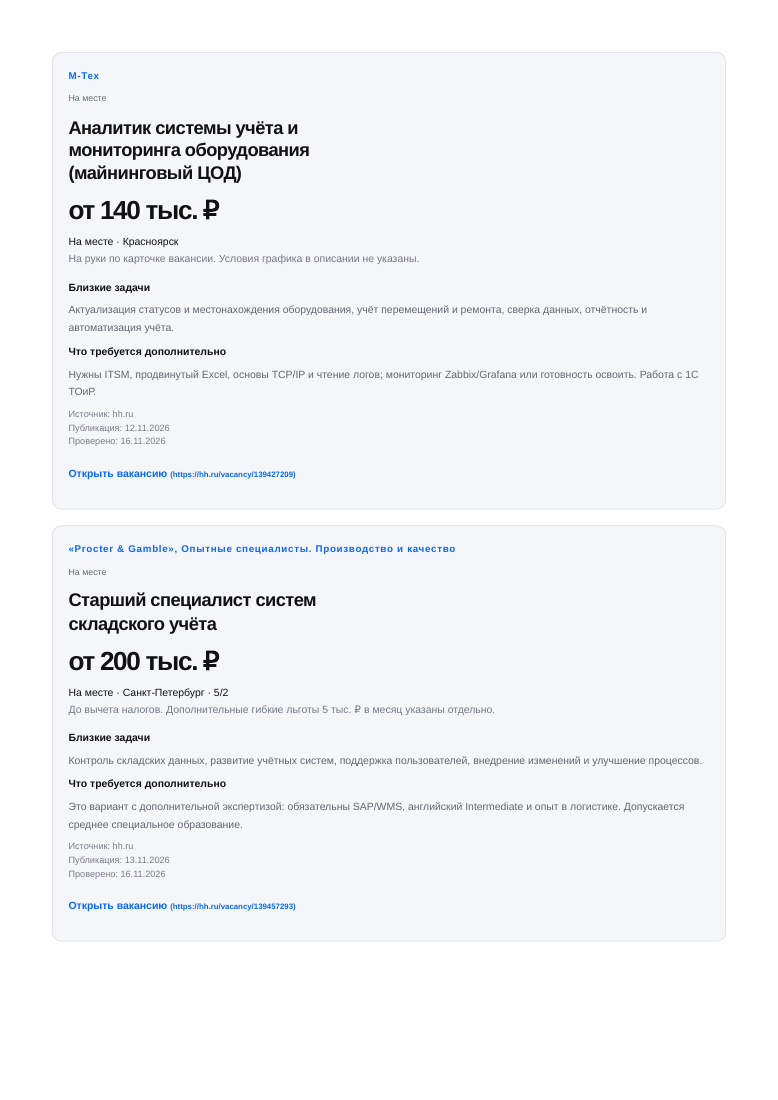 М-Тех
На месте
Аналитик системы учёта и
мониторинга оборудования
(майнинговый ЦОД)
от 140 тыс. ₽
На месте · Красноярск
На руки по карточке вакансии. Условия графика в описании не указаны.
Близкие задачи
Актуализация статусов и местонахождения оборудования, учёт перемещений и ремонта, сверка данных, отчётность и
автоматизация учёта.
Что требуется дополнительно
Нужны ITSM, продвинутый Excel, основы TCP/IP и чтение логов; мониторинг Zabbix/Grafana или готовность освоить. Работа с 1С
ТОиР.
Источник: hh.ru
Публикация: 12.11.2026
Проверено: 16.11.2026
Открыть вакансию (https://hh.ru/vacancy/139427209)
«Procter & Gamble», Опытные специалисты. Производство и качество
На месте
Старший специалист систем
складского учёта
от 200 тыс. ₽
На месте · Санкт-Петербург · 5/2
До вычета налогов. Дополнительные гибкие льготы 5 тыс. ₽ в месяц указаны отдельно.
Близкие задачи
Контроль складских данных, развитие учётных систем, поддержка пользователей, внедрение изменений и улучшение процессов.
Что требуется дополнительно
Это вариант с дополнительной экспертизой: обязательны SAP/WMS, английский Intermediate и опыт в логистике. Допускается
среднее специальное образование.
Источник: hh.ru
Публикация: 13.11.2026
Проверено: 16.11.2026
Открыть вакансию (https://hh.ru/vacancy/139457293)